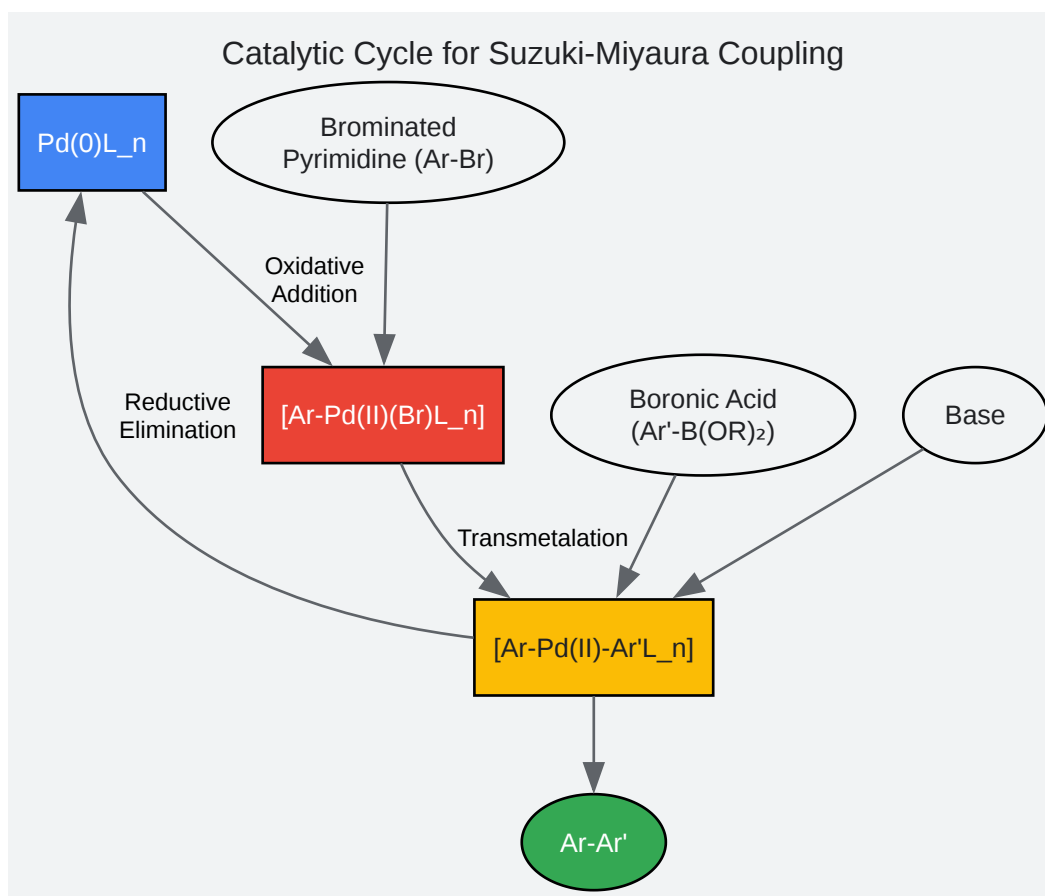 Catalytic Cycle for Suzuki-Miyaura Coupling
Pd(0)L_n
Brominated
Pyrimidine (Ar-Br)
Oxidative
Addition
[Ar-Pd(II)(Br)L_n]
Boronic Acid
(Ar'-B(OR)₂)
Base
Reductive
Elimination
Transmetalation
[Ar-Pd(II)-Ar'L_n]
Ar-Ar'